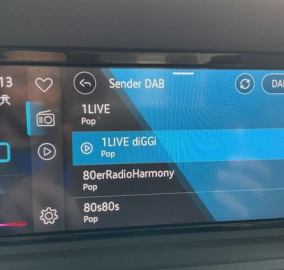 13
Sender DAB
DA
1LIVE
Pop
1LIVE diGGi
Pop
80erRadioHarmony
Pop
80s80s
Pop